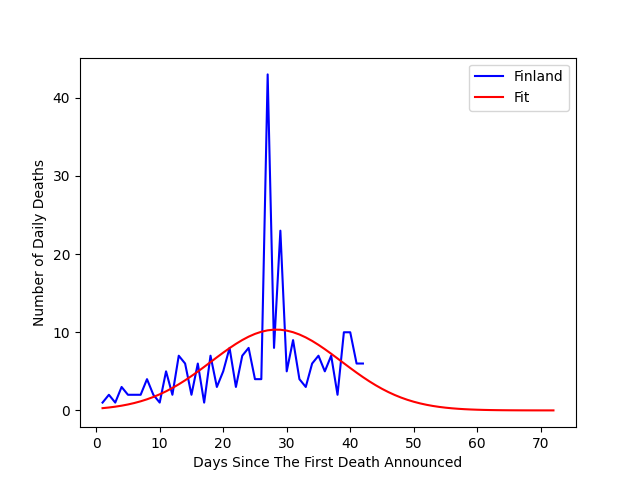 Finland
Fit
40
30
20
10
0
Number of Daily Deaths
0 10 20 30 40 50 60 70
Days Since The First Death Announced